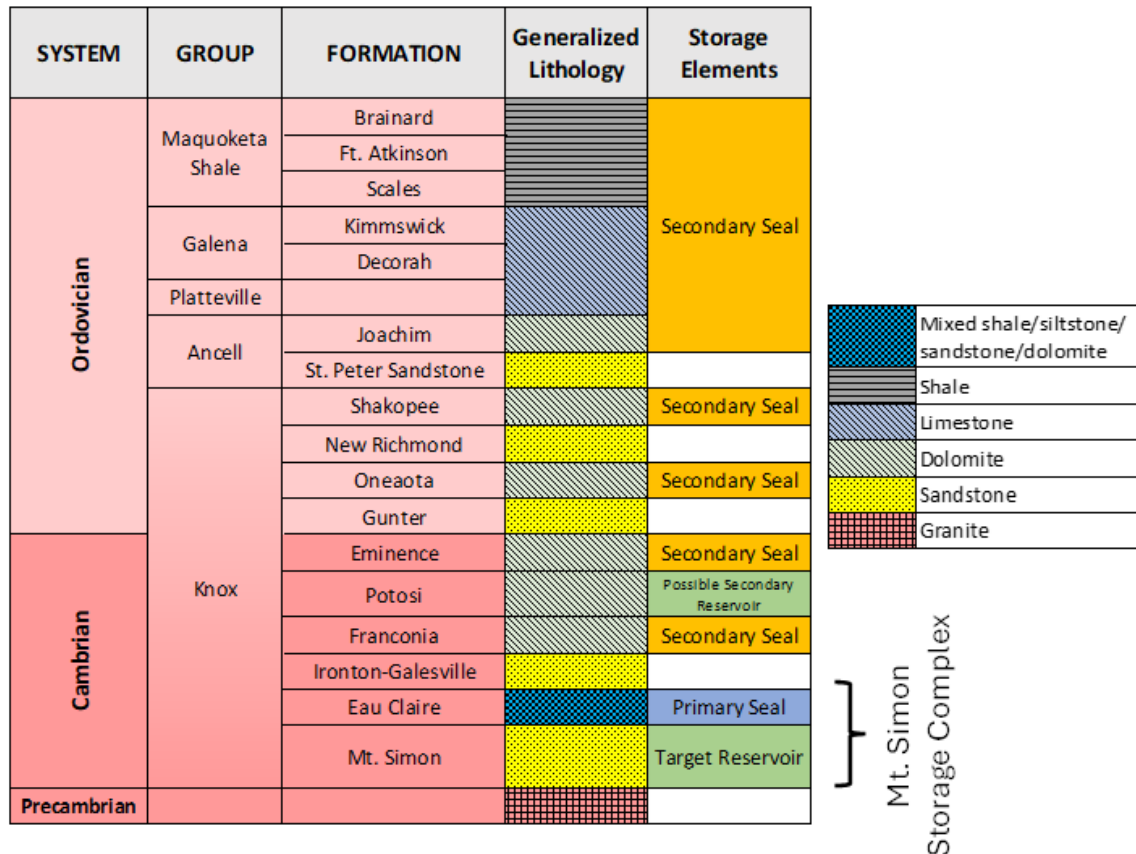 SYSTEM
GROUP
FORMATION
Generalized
Lithology
Storage
Elements
Ordovician
Maquoketa
Shale
Brainard
Ft. Atkinson
Scales
Secondary Seal
Galena
Kimmswick
Decorah
Platteville
Ancell
Joachim
St. Peter Sandstone
Knox
Shakopee
Secondary Seal
New Richmond
Oneaota
Secondary Seal
Gunter
Cambrian
Eminence
Secondary Seal
Potosi
Possible Secondary
Reservoir
Franconia
Secondary Seal
Ironton-Galesville
Eau Claire
Primary Seal
Mt. Simon
Target Reservoir
Precambrian
Mixed shale/siltstone/
sandstone/dolomite
Shale
Limestone
Dolomite
Sandstone
Granite
Mt. Simon
Storage Complex